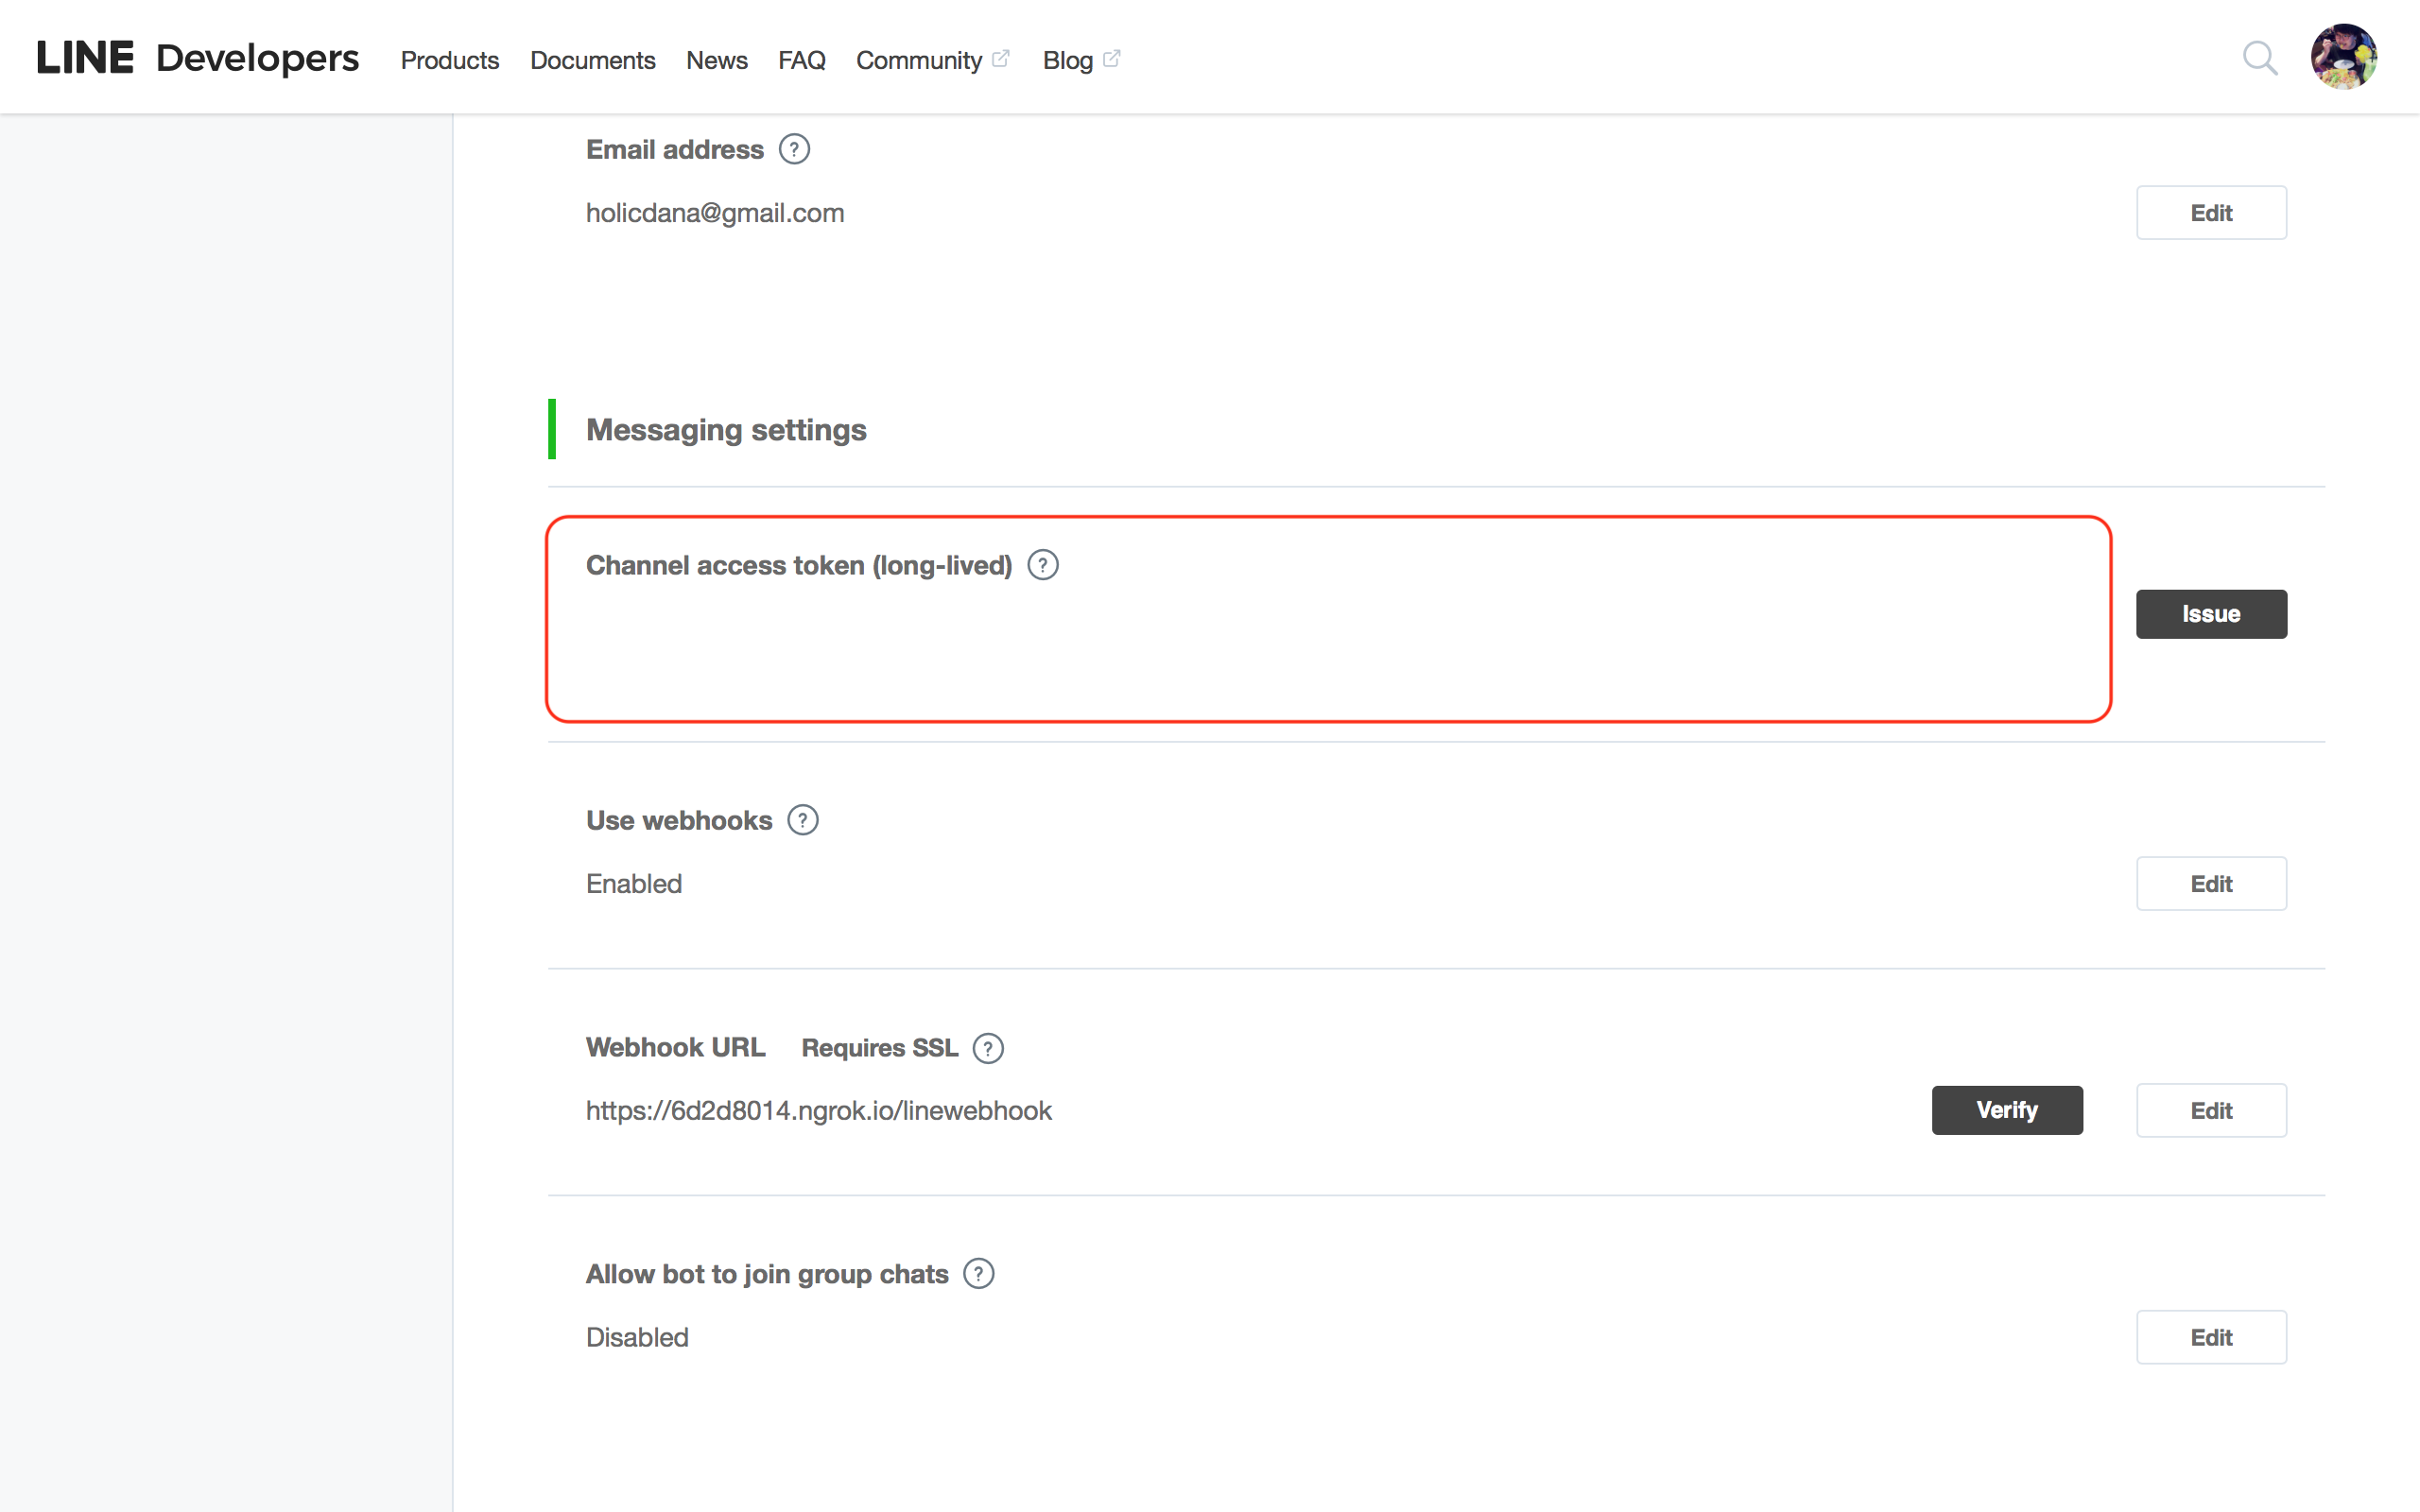 LINE Developers Products Documents News FAQ Community Blog
Email address ?
holicdana@gmail.com Edit
Messaging settings
Channel access token (long-lived) ?
Issue
Use webhooks ?
Enabled Edit
Webhook URL Requires SSL ?
https://6d2d8014.ngrok.io/linewebhook Verify Edit
Allow bot to join group chats ?
Disabled Edit